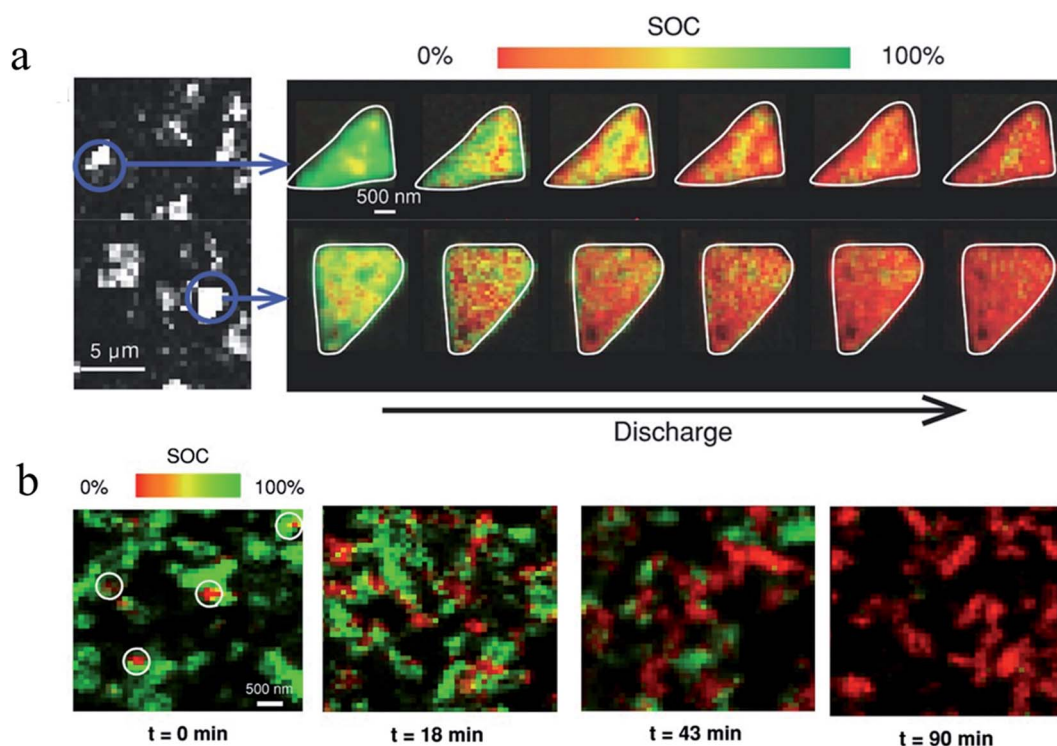 a
SOC
0%
100%
500 nm
5 µm
Discharge
b
SOC
0%
100%
500 nm
t = 0 min
t = 18 min
t = 43 min
t = 90 min